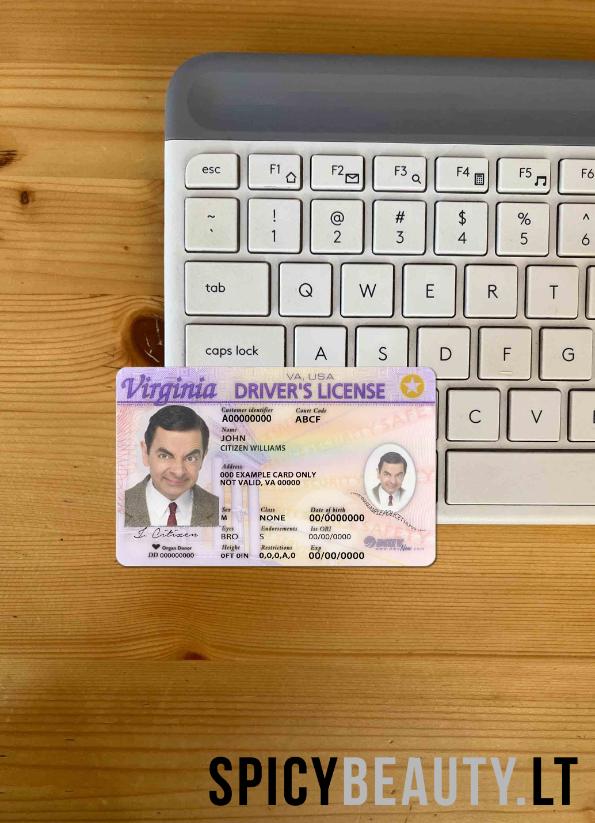 esc F1 F2 F3 F4 F5 F6
~ ! @ # $ % ^
` 1 2 3 4 5 6
tab Q W E R T
caps lock A S D F G
C V
VA, USA
Virginia DRIVER'S LICENSE
Customer identifier Court Code
A00000000 ABCF
Name
JOHN
CITIZEN WILLIAMS
Address
000 EXAMPLE CARD ONLY
NOT VALID, VA 00000
Sex Class Date of birth
M NONE 00/0000000
Eyes Endorsements Iss ORI
BRO S 00/00/0000
Height Restrictions Exp
0FT 0IN 0,0,0,A,0 00/00/0000
J. Citizen
Organ Donor
DD 000000000
SPICYBEAUTY.LT